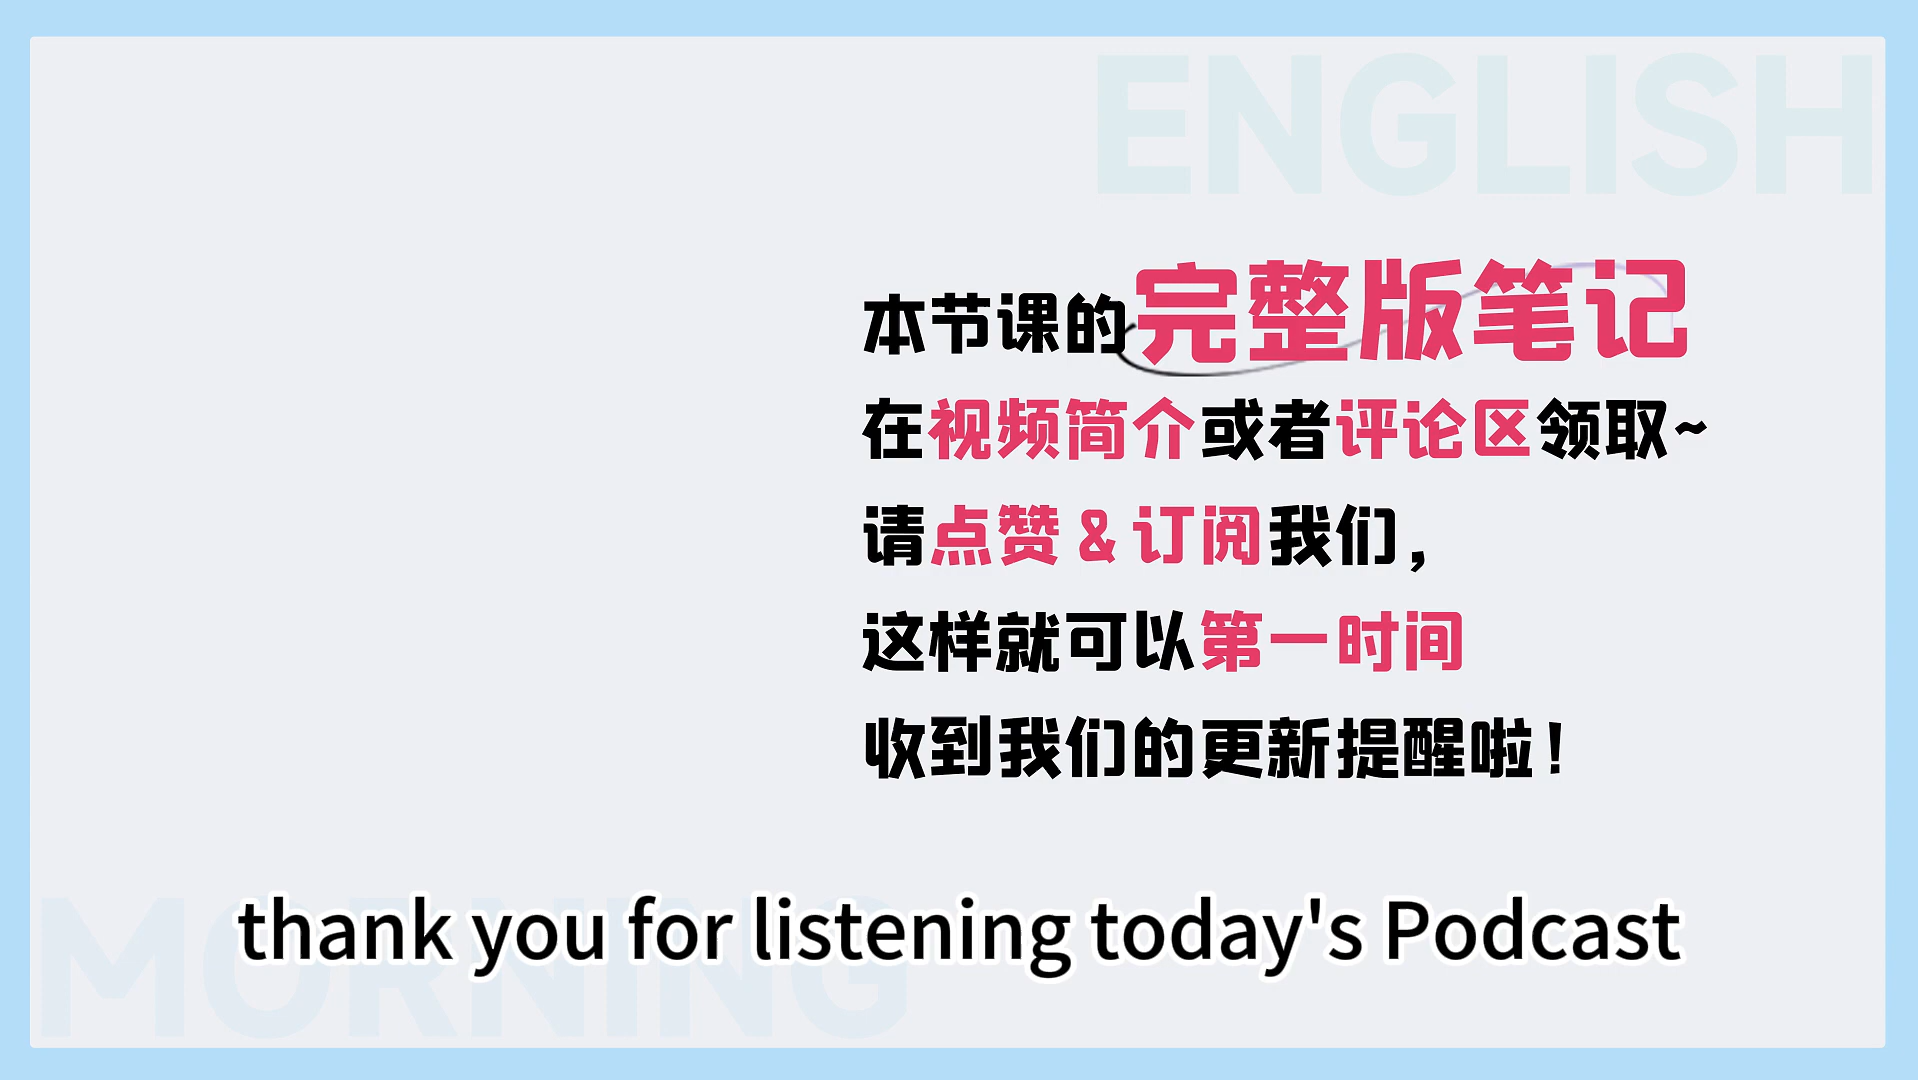 ENGLISH
本节课的完整版笔记
在视频简介或者评论区领取~
请点赞&订阅我们，
这样就可以第一时间
收到我们的更新提醒啦！
MORNING
thank you for listening today's Podcast